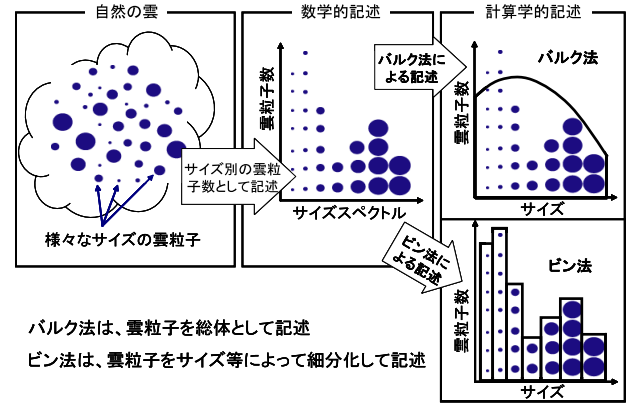 自然の雲
数学的記述
計算学的記述
様々なサイズの雲粒子
サイズ別の雲粒
子数として記述
雲粒子数
サイズスペクトル
バルク法に
よる記述
ビン法に
よる記述
バルク法
雲粒子数
サイズ
ビン法
雲粒子数
サイズ
バルク法は、雲粒子を総体として記述
ビン法は、雲粒子をサイズ等によって細分化して記述